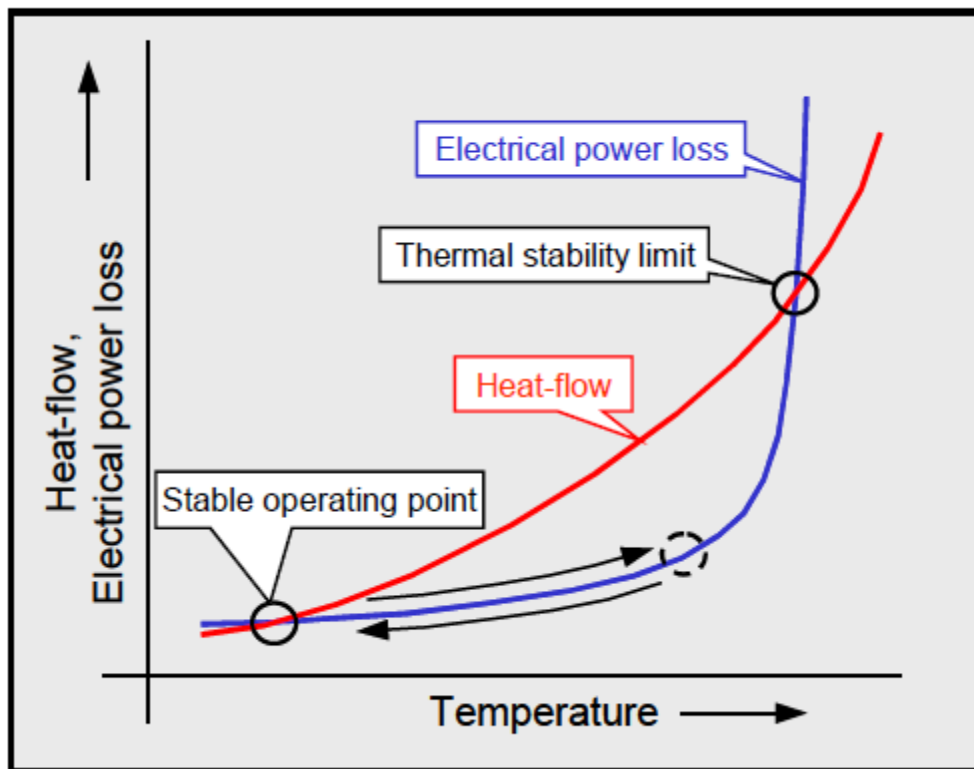 Electrical power loss
Thermal stability limit
Heat-flow
Stable operating point
Heat-flow,
Electrical power loss
Temperature